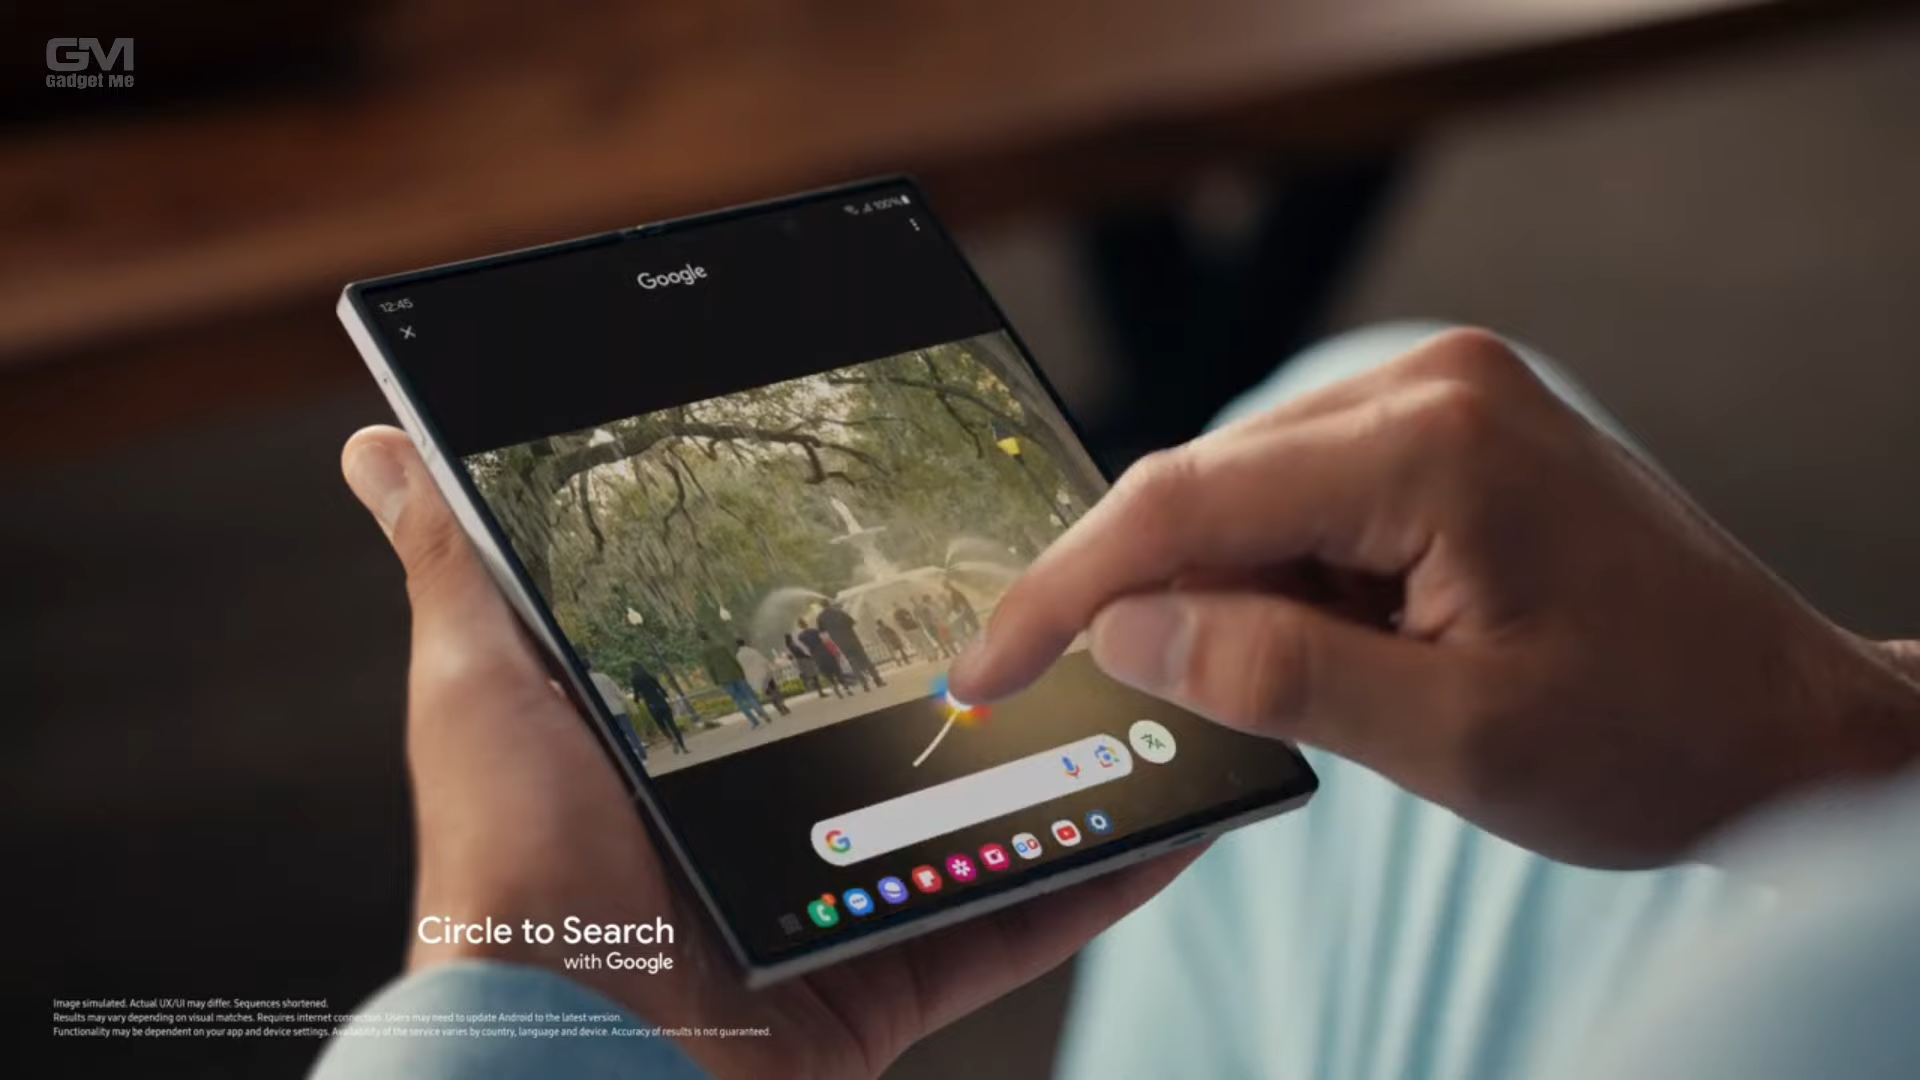 GM
Gadget Me
100%
Google
12:45
Circle to Search
with Google
Image simulated. Actual UX/UI may differ. Sequences shortened.
Results may vary depending on visual matches. Requires internet connection. Users may need to update Android to the latest version.
Functionality may be dependent on your app and device settings. Availability of the service varies by country, language and device. Accuracy of results is not guaranteed.